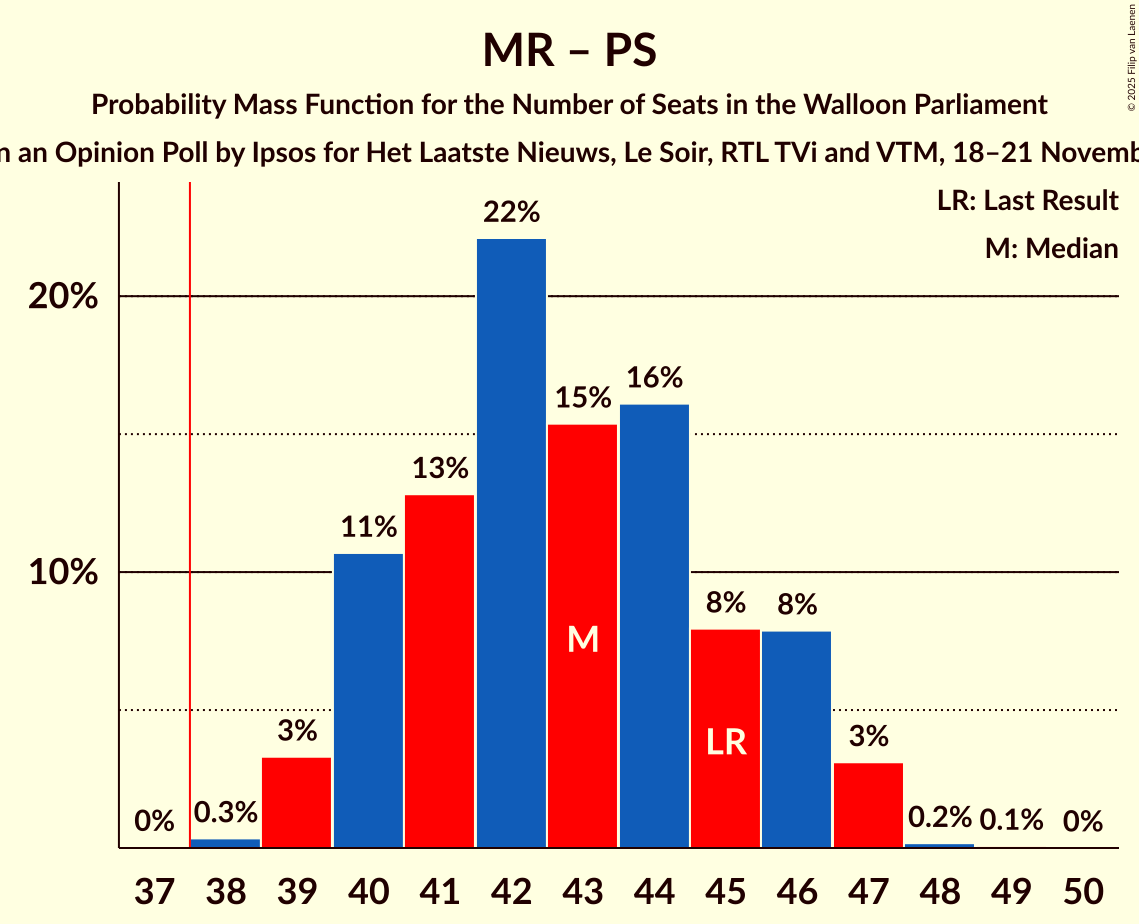 MR – PS
Probability Mass Function for the Number of Seats in the Walloon Parliament
an Opinion Poll by Ipsos for Het Laatste Nieuws, Le Soir, RTL TVi and VTM, 18–21
© 2025 Filip van Laenen
LR: Last Result
M: Median
20%
10%
0%
0.3%
3%
11%
13%
22%
15%
16%
8%
8%
3%
0.2%
0.1%
0%
M
LR
37 38 39 40 41 42 43 44 45 46 47 48 49 50